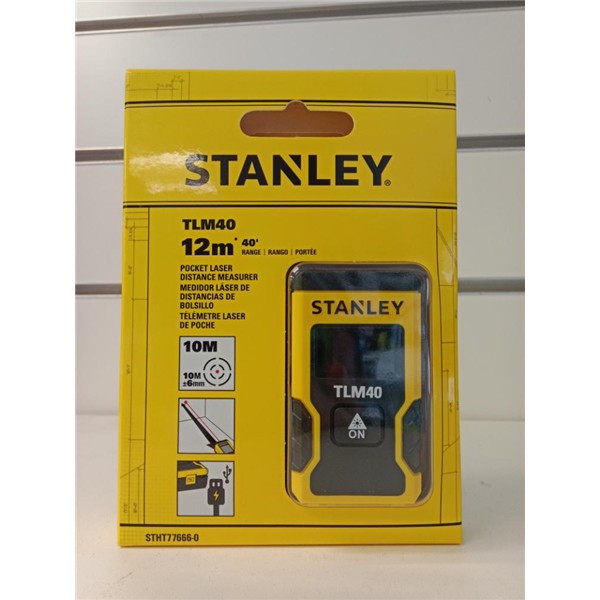 STANLEY®
TLM40
12m* 40'
RANGE | RANGO | PORTÉE
POCKET LASER
DISTANCE MEASURER
MEDIDOR LÁSER DE
DISTANCIAS DE
BOLSILLO
TÉLÉMETRE LASER
DE POCHE
10M
10M
±6mm
STHT77666-0
STANLEY
TLM40
ON